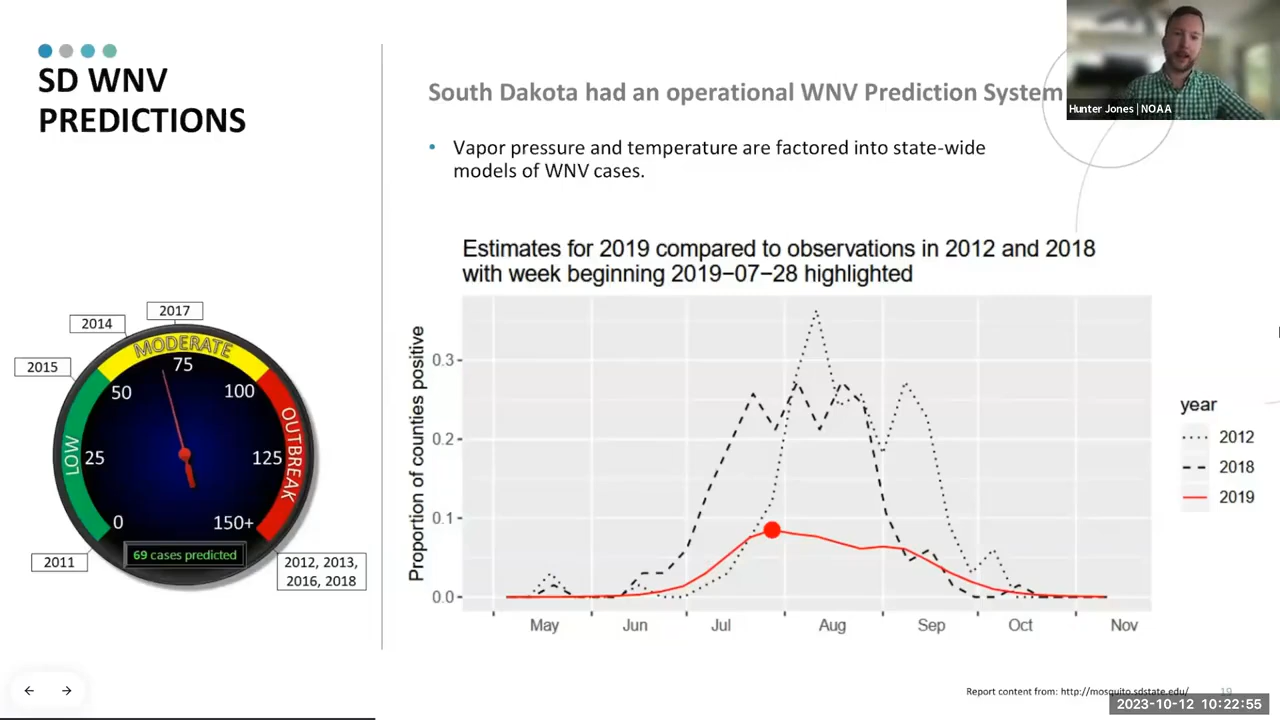 SD WNV
PREDICTIONS
South Dakota had an operational WNV Prediction System
Hunter Jones | NOAA
• Vapor pressure and temperature are factored into state-wide
models of WNV cases.
2017
2014
2015
MODERATE
75
50
100
LOW
25
125
OUTBREAK
0
150+
69 cases predicted
2011
2012, 2013,
2016, 2018
Estimates for 2019 compared to observations in 2012 and 2018
with week beginning 2019−07−28 highlighted
Proportion of counties positive
0.3
0.2
0.1
0.0
May Jun Jul Aug Sep Oct Nov
year
2012
2018
2019
Report content from: http://mosquito.sdstate.edu/
19
2023-10-12 10:22:55